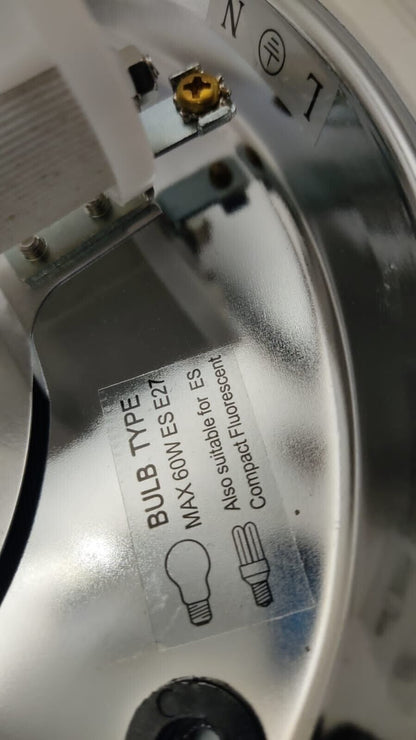 N L
BULB TYPE
MAX 60W ES E27
Also suitable for ES
Compact Fluorescent